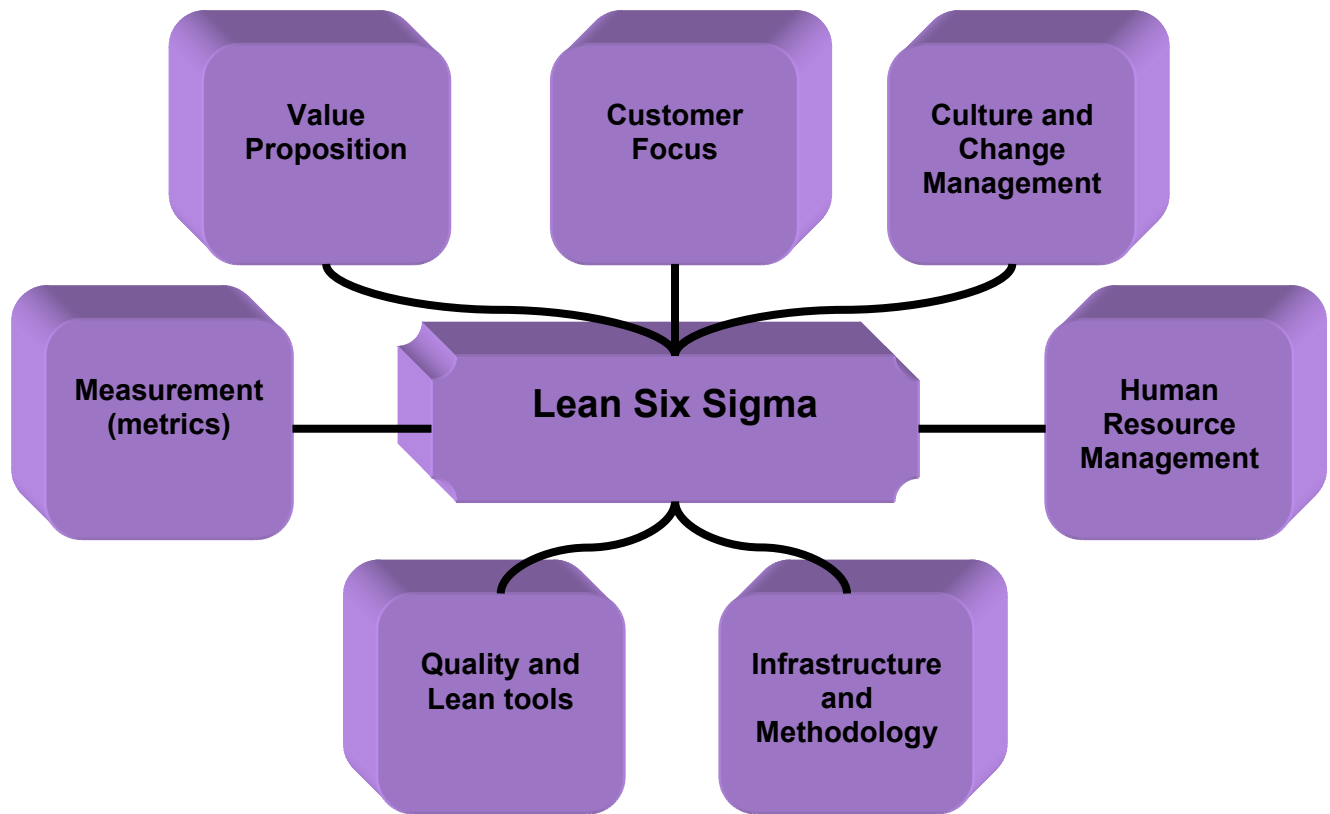 Value
Proposition
Customer
Focus
Culture and
Change
Management
Measurement
(metrics)
Lean Six Sigma
Human
Resource
Management
Quality and
Lean tools
Infrastructure
and
Methodology